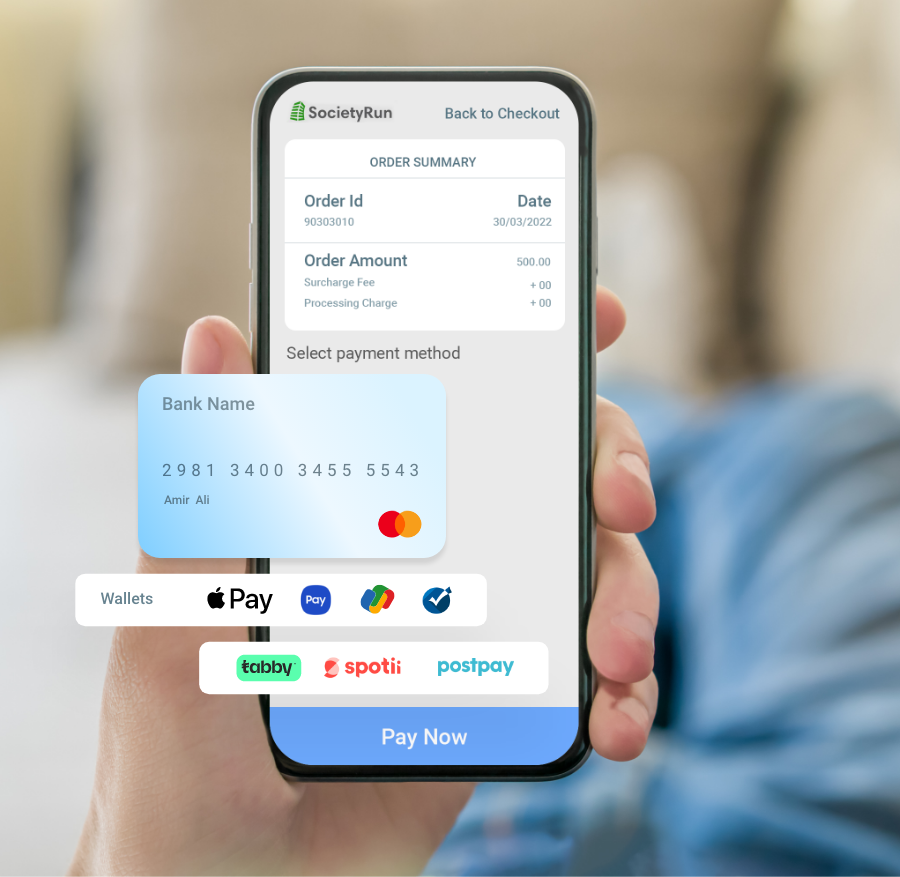 SocietyRun Back to Checkout
ORDER SUMMARY
Order Id Date
90303010 30/03/2022
Order Amount 500.00
Surcharge Fee + 00
Processing Charge + 00
Select payment method
Bank Name
2981 3400 3455 5543
Amir Ali
Wallets Pay Pay
tabby spotii postpay
Pay Now